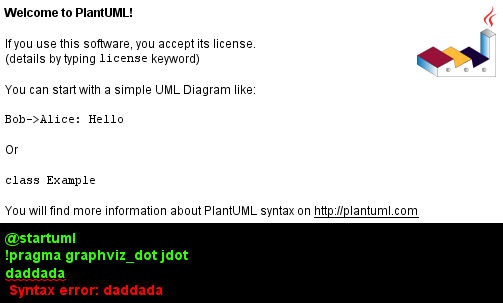 Welcome to PlantUML!
If you use this software, you accept its license.
(details by typing license keyword)
You can start with a simple UML Diagram like:
Bob->Alice: Hello
Or
class Example
You will find more information about PlantUML syntax on http://plantuml.com
@startuml
!pragma graphviz_dot jdot
daddada
Syntax error: daddada